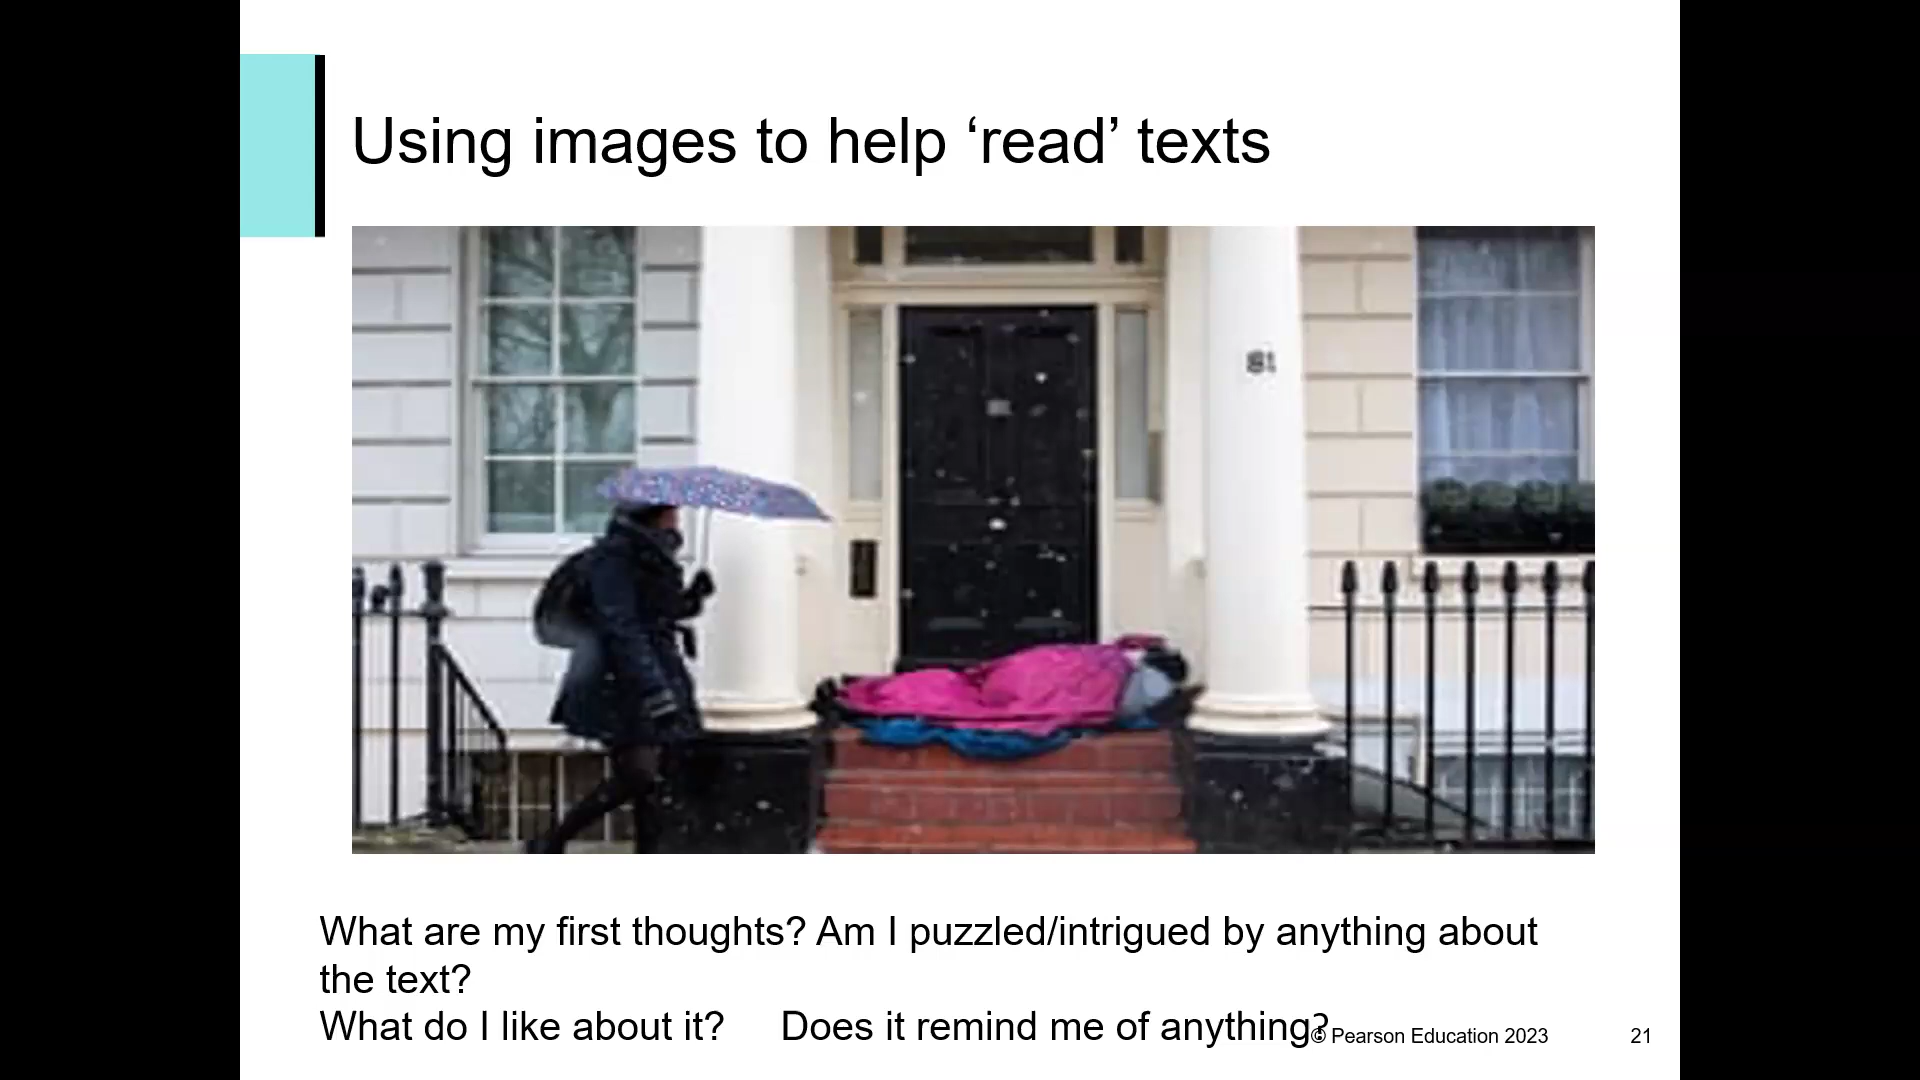 Using images to help ‘read’ texts
81
What are my first thoughts? Am I puzzled/intrigued by anything about
the text?
What do I like about it? Does it remind me of anything?
© Pearson Education 2023
21